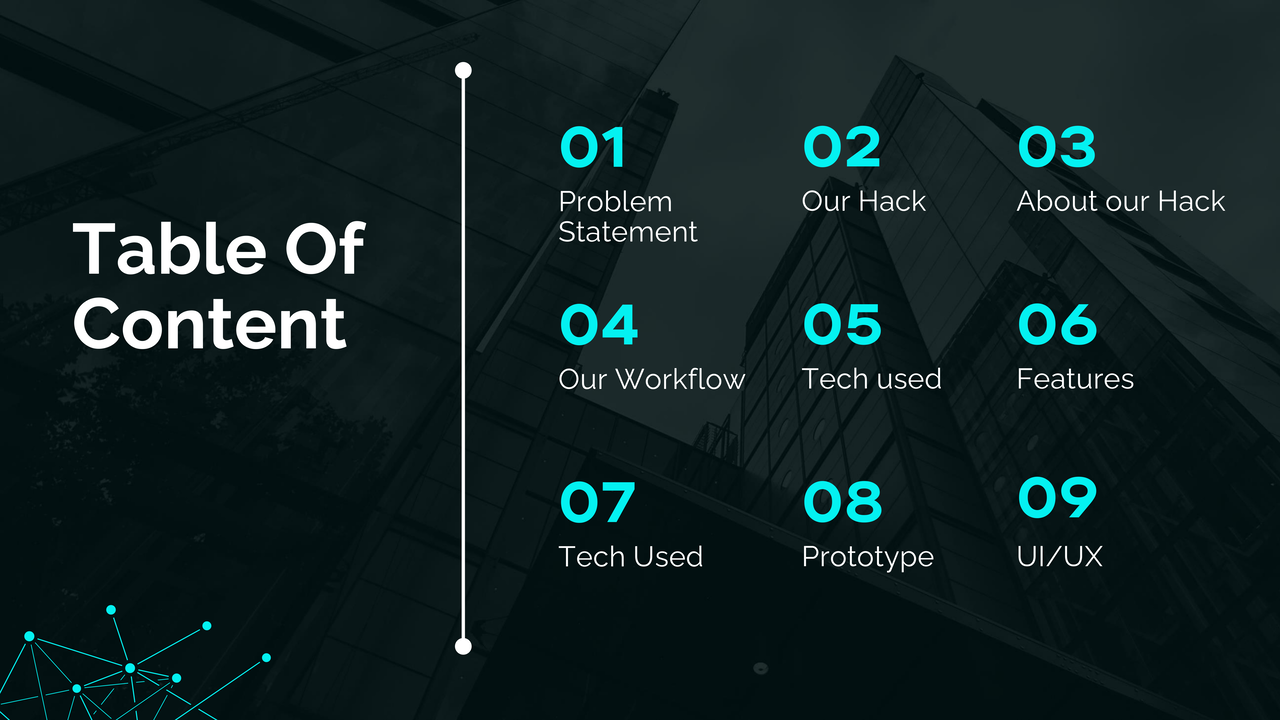 Table Of
Content
01
Problem
Statement
02
Our Hack
03
About our Hack
04
Our Workflow
05
Tech used
06
Features
07
Tech Used
08
Prototype
09
UI/UX